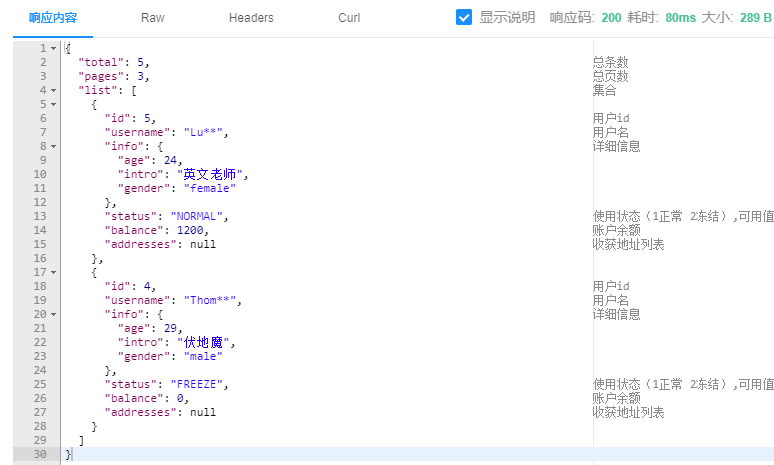 响应内容 Raw Headers Curl 显示说明 响应码: 200 耗时: 80ms 大小: 289 B
1 {
2 "total": 5, 总条数
3 "pages": 3, 总页数
4 "list": [ 集合
5 {
6 "id": 5, 用户id
7 "username": "Lu**", 用户名
8 "info": { 详细信息
9 "age": 24,
10 "intro": "英文老师",
11 "gender": "female"
12 },
13 "status": "NORMAL", 使用状态（1正常 2冻结）,可用值
14 "balance": 1200, 账户余额
15 "addresses": null 收获地址列表
16 },
17 {
18 "id": 4, 用户id
19 "username": "Thom**", 用户名
20 "info": { 详细信息
21 "age": 29,
22 "intro": "伏地魔",
23 "gender": "male"
24 },
25 "status": "FREEZE", 使用状态（1正常 2冻结）,可用值
26 "balance": 0, 账户余额
27 "addresses": null 收获地址列表
28 }
29 ]
30 }